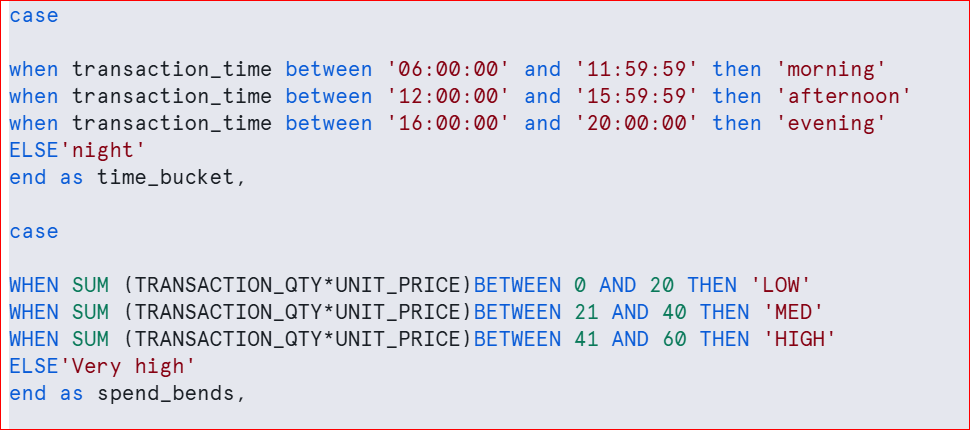 case
when transaction_time between '06:00:00' and '11:59:59' then 'morning'
when transaction_time between '12:00:00' and '15:59:59' then 'afternoon'
when transaction_time between '16:00:00' and '20:00:00' then 'evening'
ELSE'night'
end as time_bucket,
case
WHEN SUM (TRANSACTION_QTY*UNIT_PRICE)BETWEEN 0 AND 20 THEN 'LOW'
WHEN SUM (TRANSACTION_QTY*UNIT_PRICE)BETWEEN 21 AND 40 THEN 'MED'
WHEN SUM (TRANSACTION_QTY*UNIT_PRICE)BETWEEN 41 AND 60 THEN 'HIGH'
ELSE'Very high'
end as spend_bends,